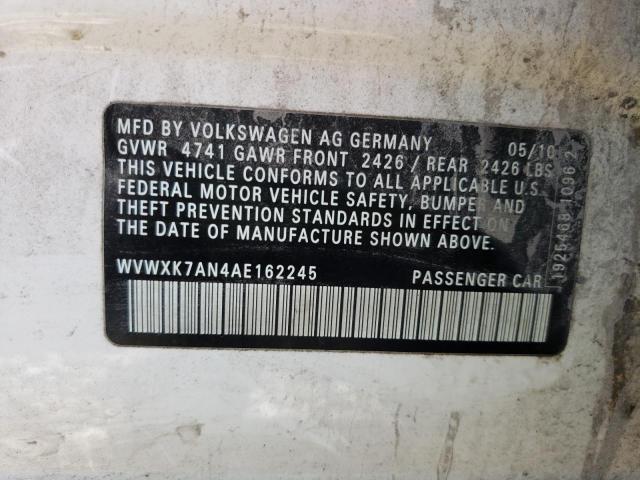 MFD BY VOLKSWAGEN AG GERMANY 05/10
GVWR 4741 GAWR FRONT 2426 / REAR 2426 LBS
THIS VEHICLE CONFORMS TO ALL APPLICABLE U.S.
FEDERAL MOTOR VEHICLE SAFETY, BUMPER AND
THEFT PREVENTION STANDARDS IN EFFECT ON
THE DATE OF MANUFACTURE SHOWN ABOVE.
WVWXK7AN4AE162245 PASSENGER CAR